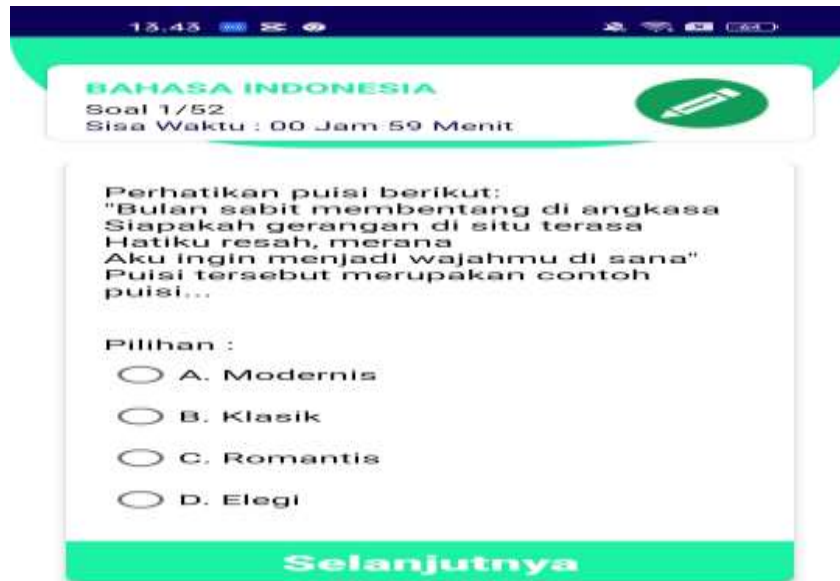 13.43
64
BAHASA INDONESIA
Soal 1/52
Sisa Waktu : 00 Jam 59 Menit
Perhatikan puisi berikut:
"Bulan sabit membentang di angkasa
Siapakah gerangan di situ terasa
Hatiku resah, merana
Aku ingin menjadi wajahmu di sana"
Puisi tersebut merupakan contoh
puisi...
Pilihan :
A. Modernis
B. Klasik
C. Romantis
D. Elegi
Selanjutnya